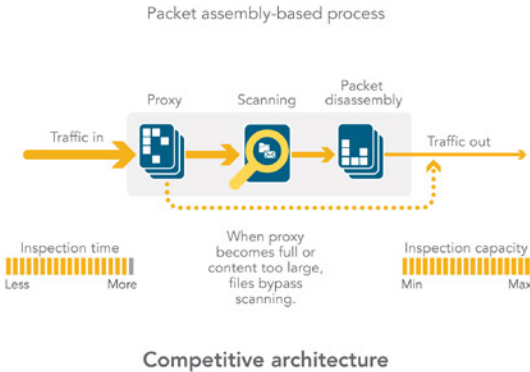 Packet assembly-based process
Proxy
Scanning
Packet
disassembly
Traffic in
Traffic out
When proxy
becomes full or
content too large,
files bypass
scanning.
Inspection time
Less
More
Inspection capacity
Min
Max
Competitive architecture